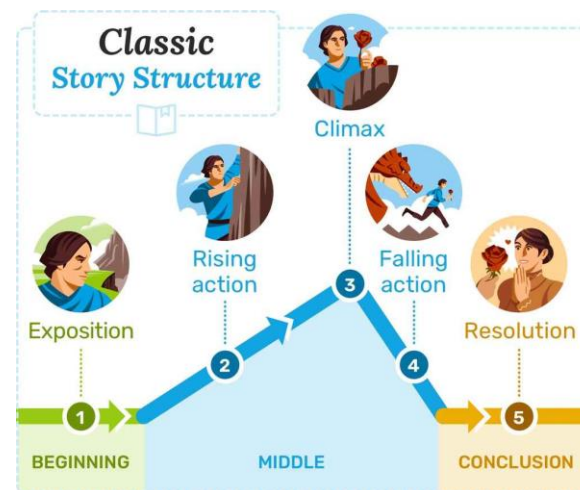 Classic
Story Structure
Climax
Rising
action
Falling
action
Exposition
Resolution
3
2
4
1
5
BEGINNING
MIDDLE
CONCLUSION